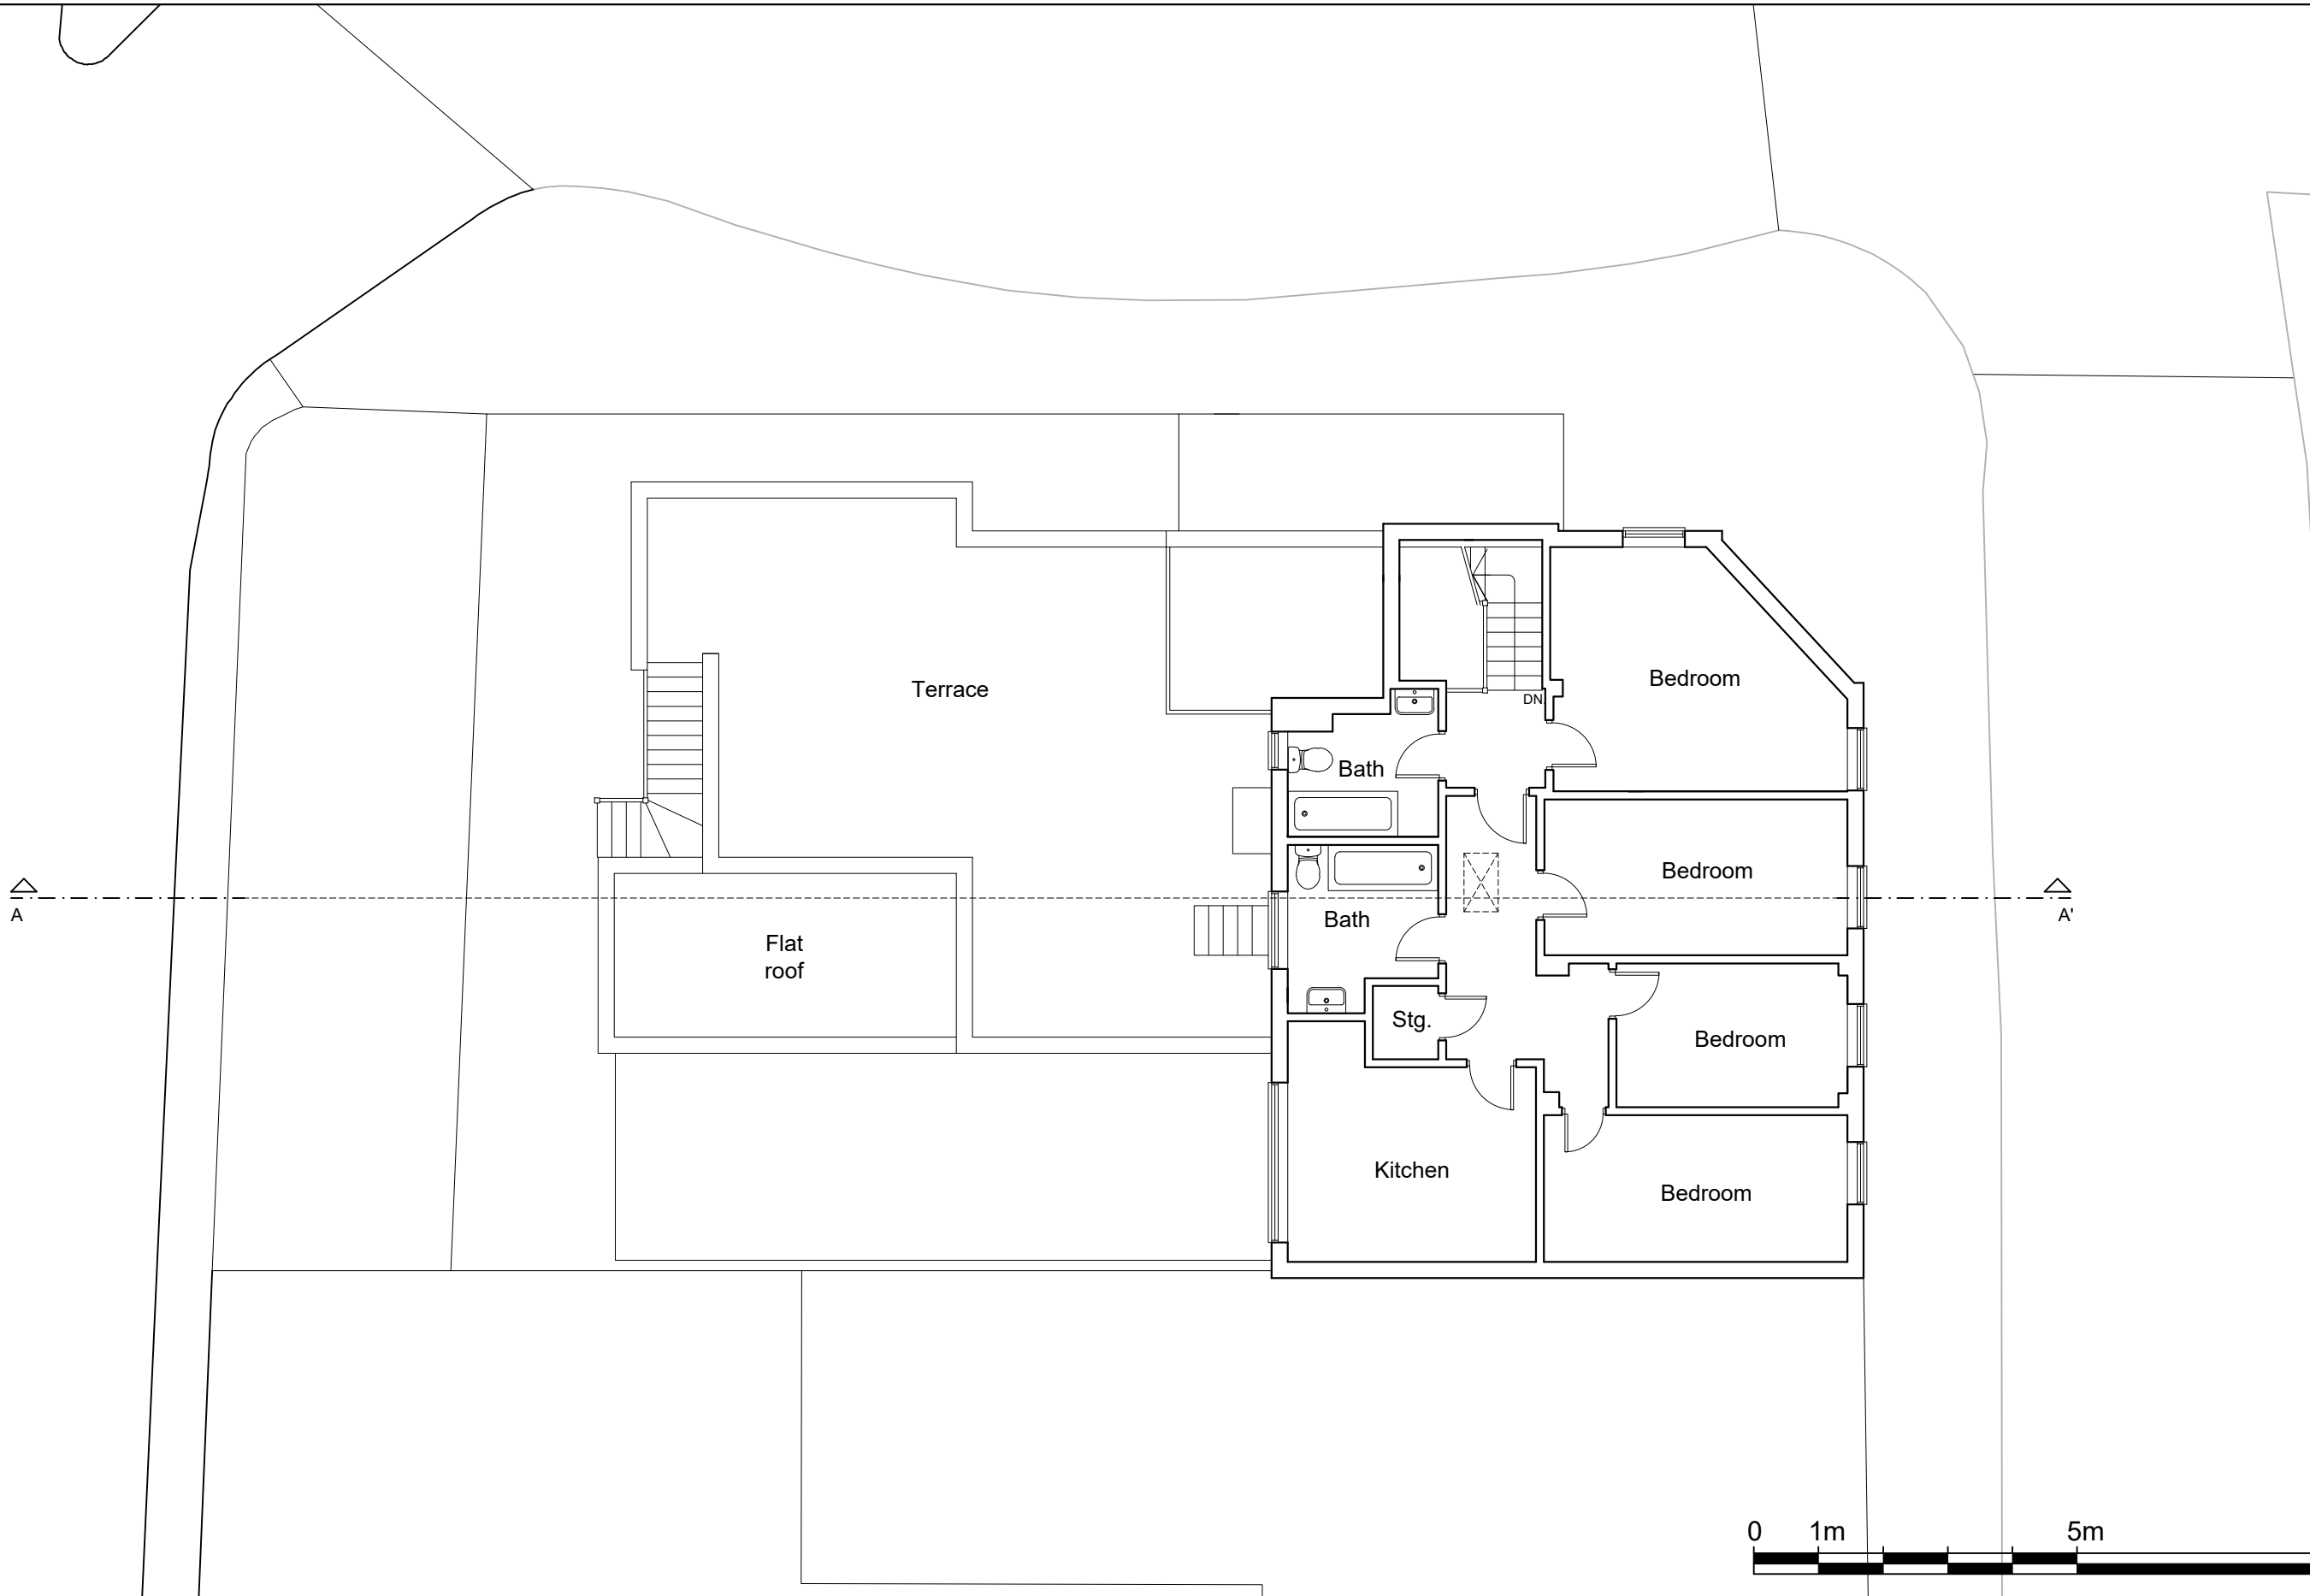 Terrace
Bedroom
DN.
Bath
Bedroom
A
A'
Bath
Flat
roof
Stg.
Bedroom
Kitchen
Bedroom
0 1m 5m